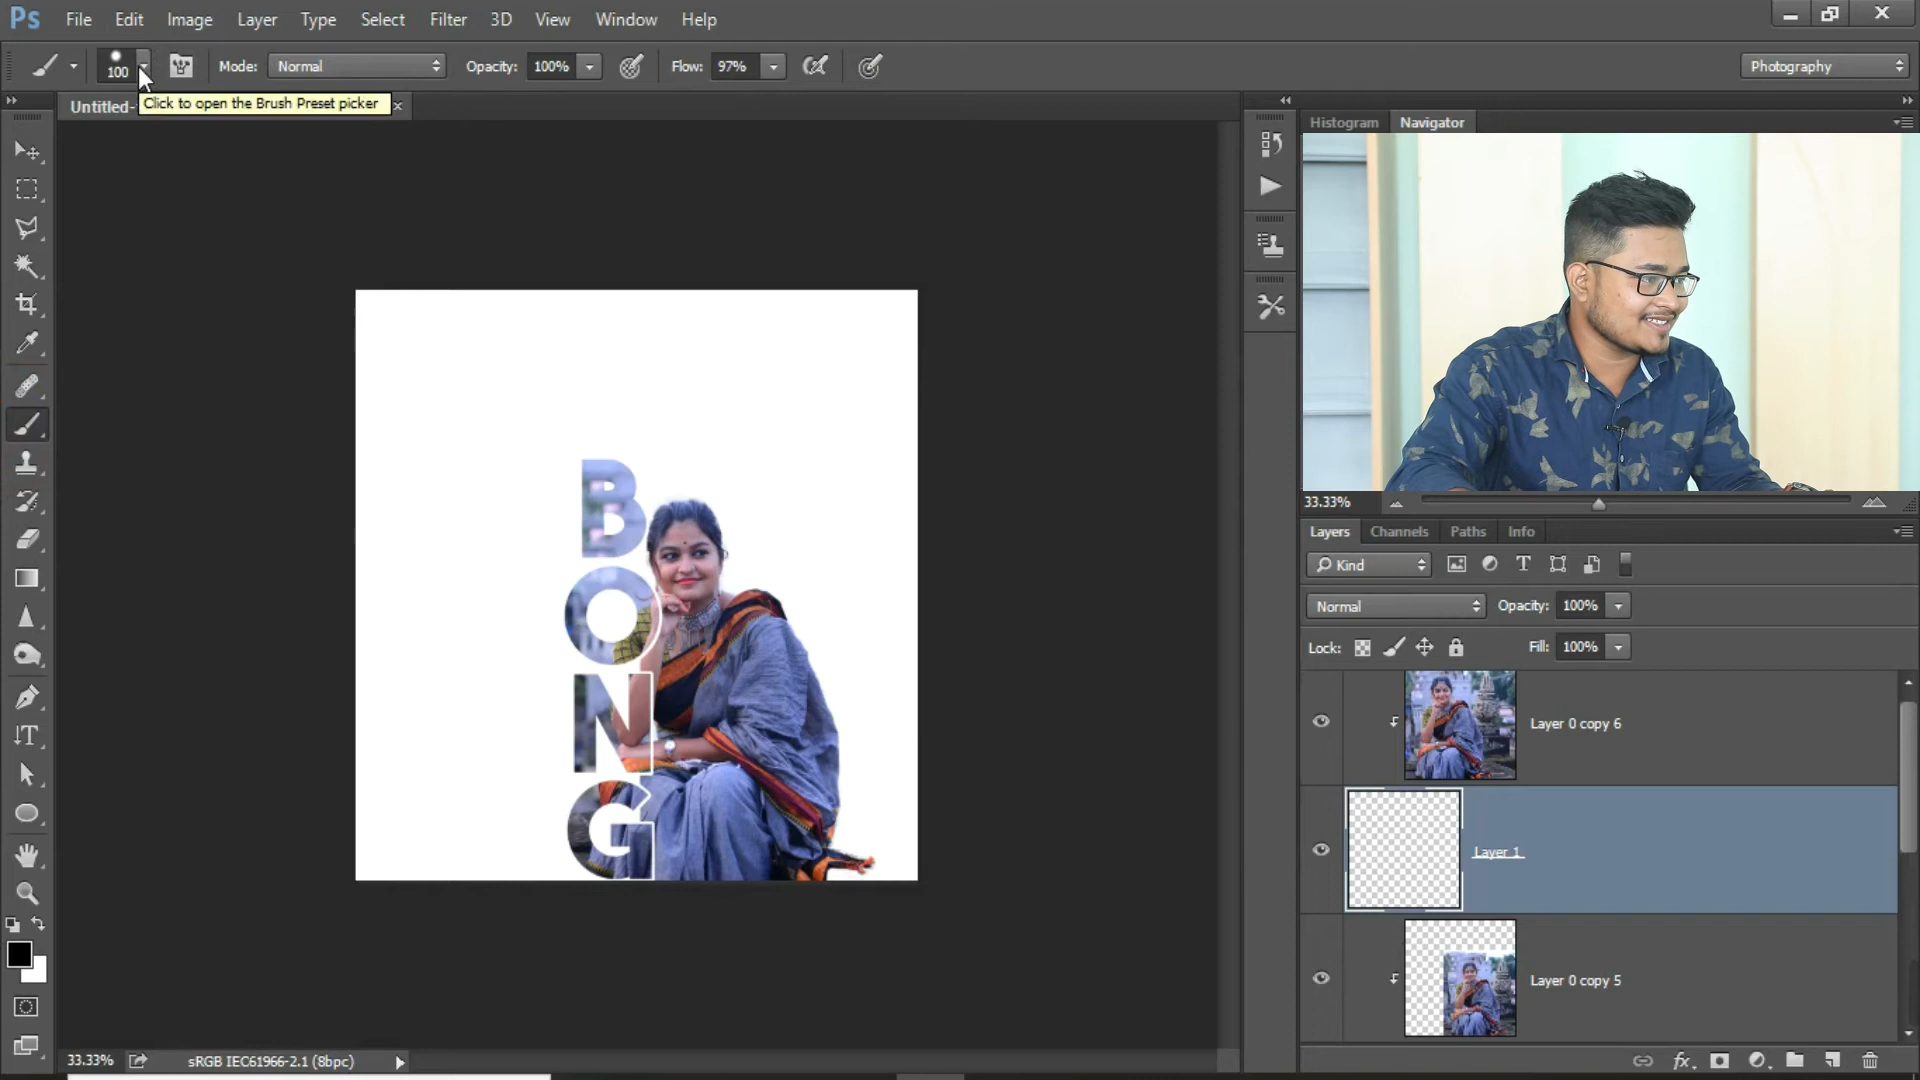 Ps File Edit Image Layer Type Select Filter 3D View Window Help
100 Mode: Normal Opacity: 100% Flow: 97% Photography
Untitled- Click to open the Brush Preset picker ×
Histogram Navigator
B
O
N
G
33.33%
Layers Channels Paths Info
Kind T
Normal Opacity: 100%
Lock: Fill: 100%
Layer 0 copy 6
Layer 1
Layer 0 copy 5
33.33% sRGB IEC61966-2.1 (8bpc)
fx